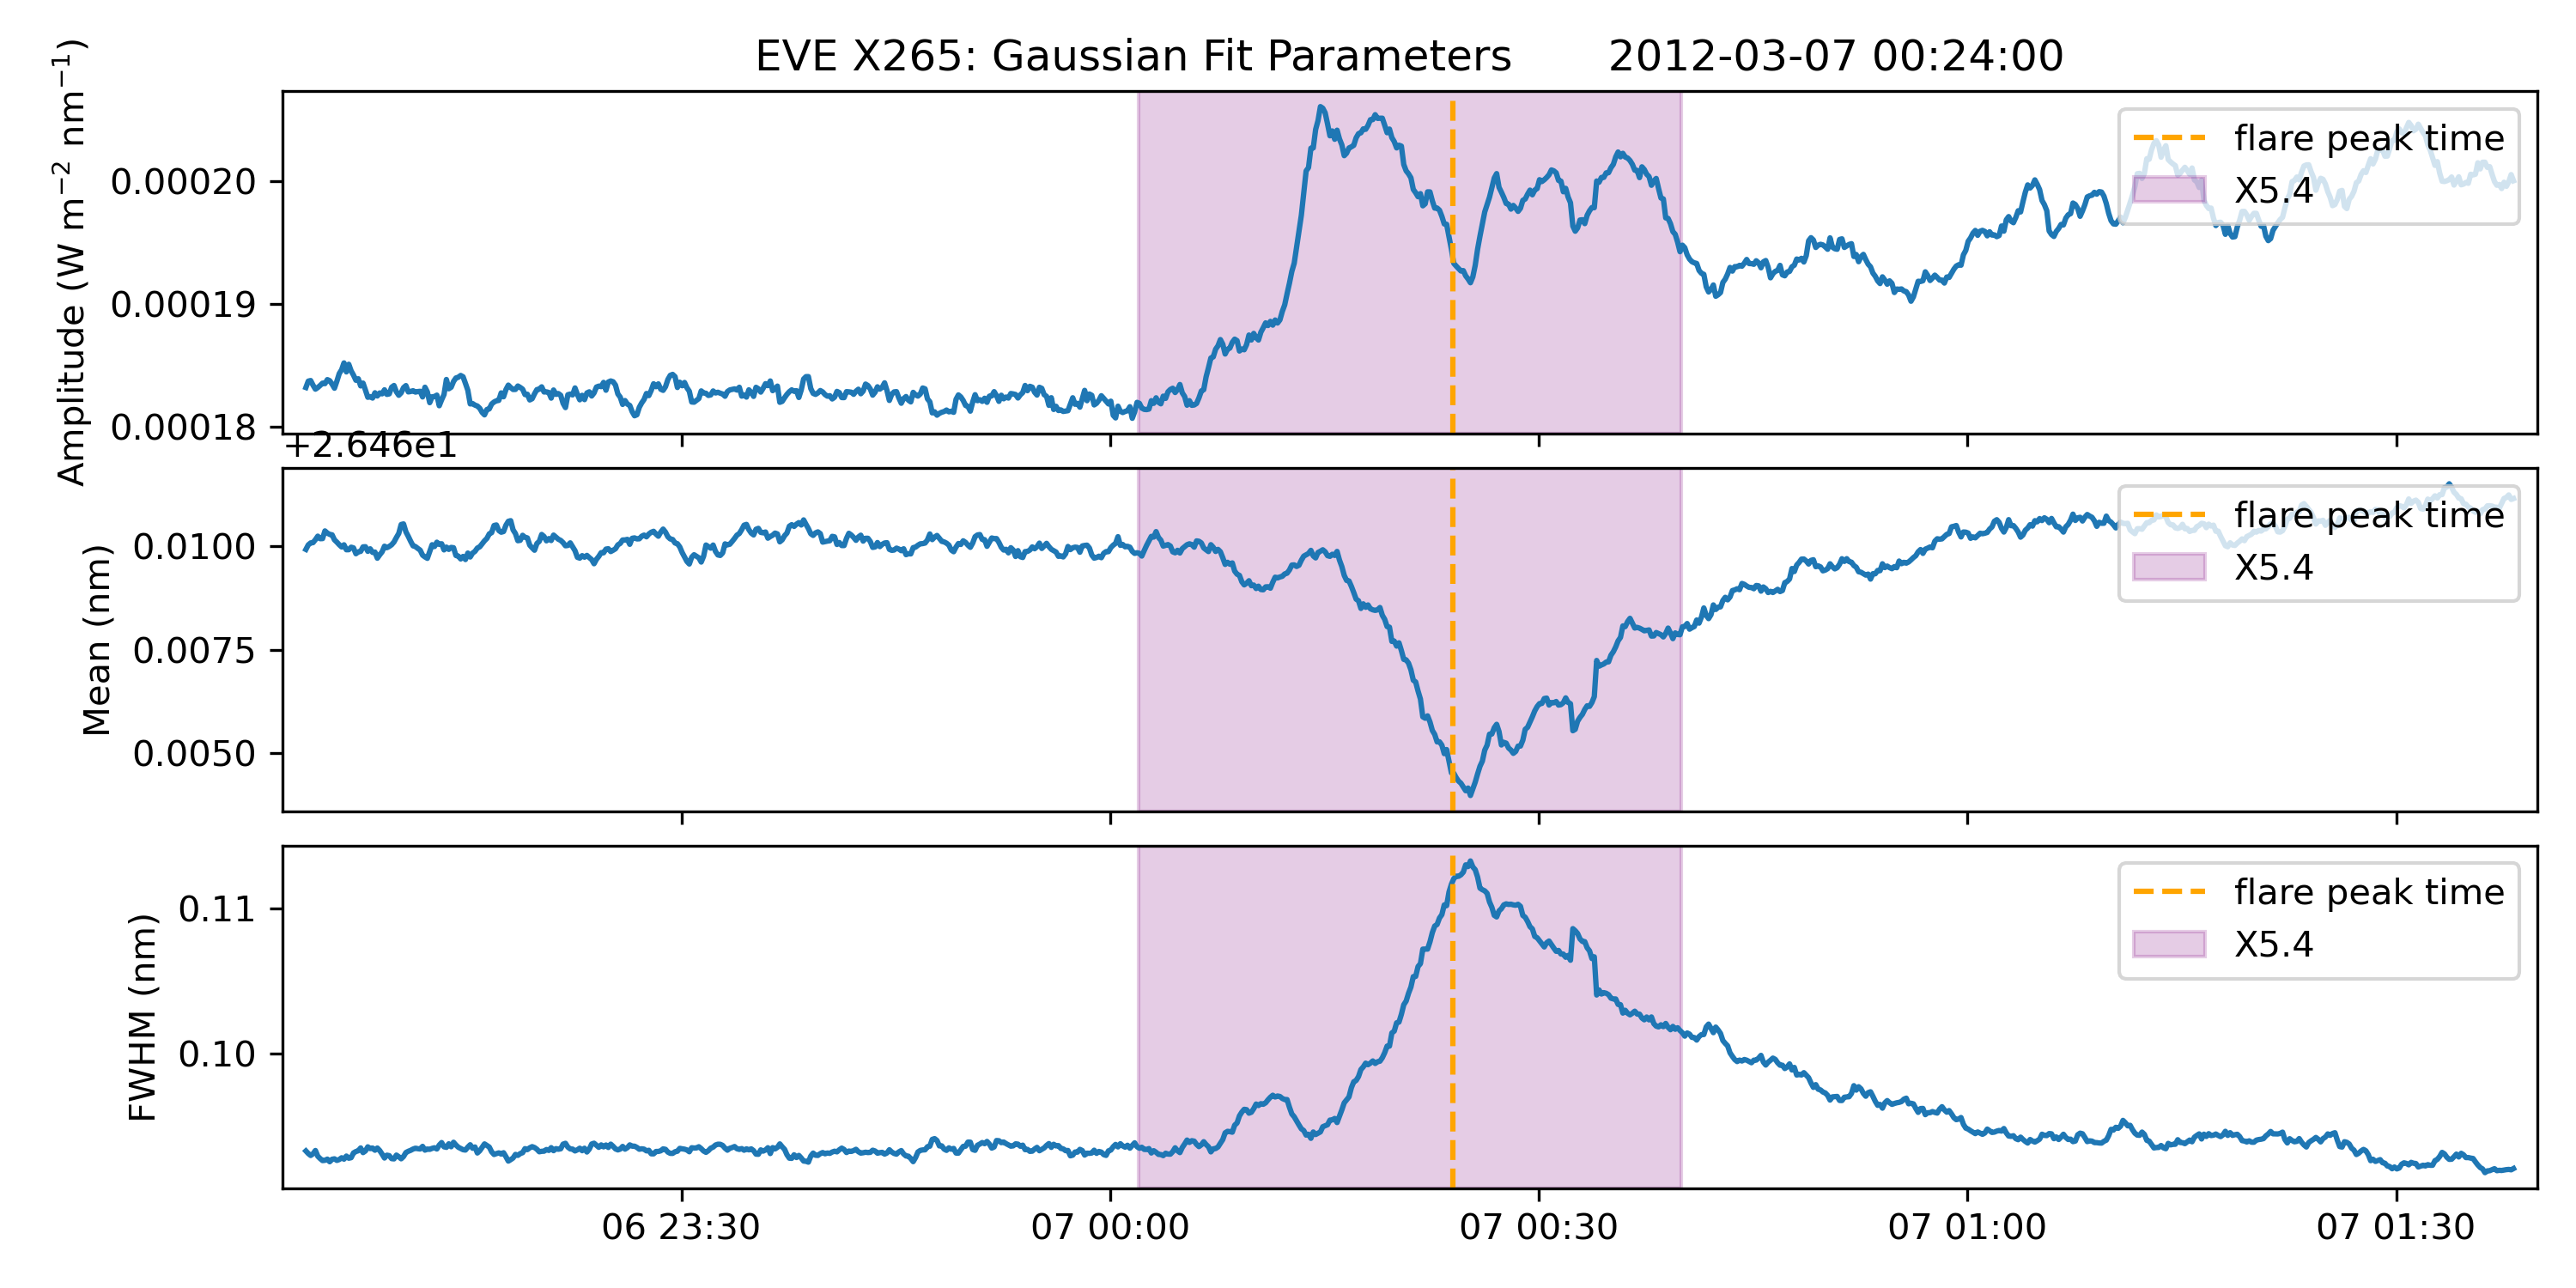 EVE X265: Gaussian Fit Parameters 2012-03-07 00:24:00
Amplitude (W m⁻² nm⁻¹)
0.00020
0.00019
0.00018
flare peak time
X5.4
+2.646e1
Mean (nm)
0.0100
0.0075
0.0050
flare peak time
X5.4
FWHM (nm)
0.11
0.10
flare peak time
X5.4
06 23:30 07 00:00 07 00:30 07 01:00 07 01:30